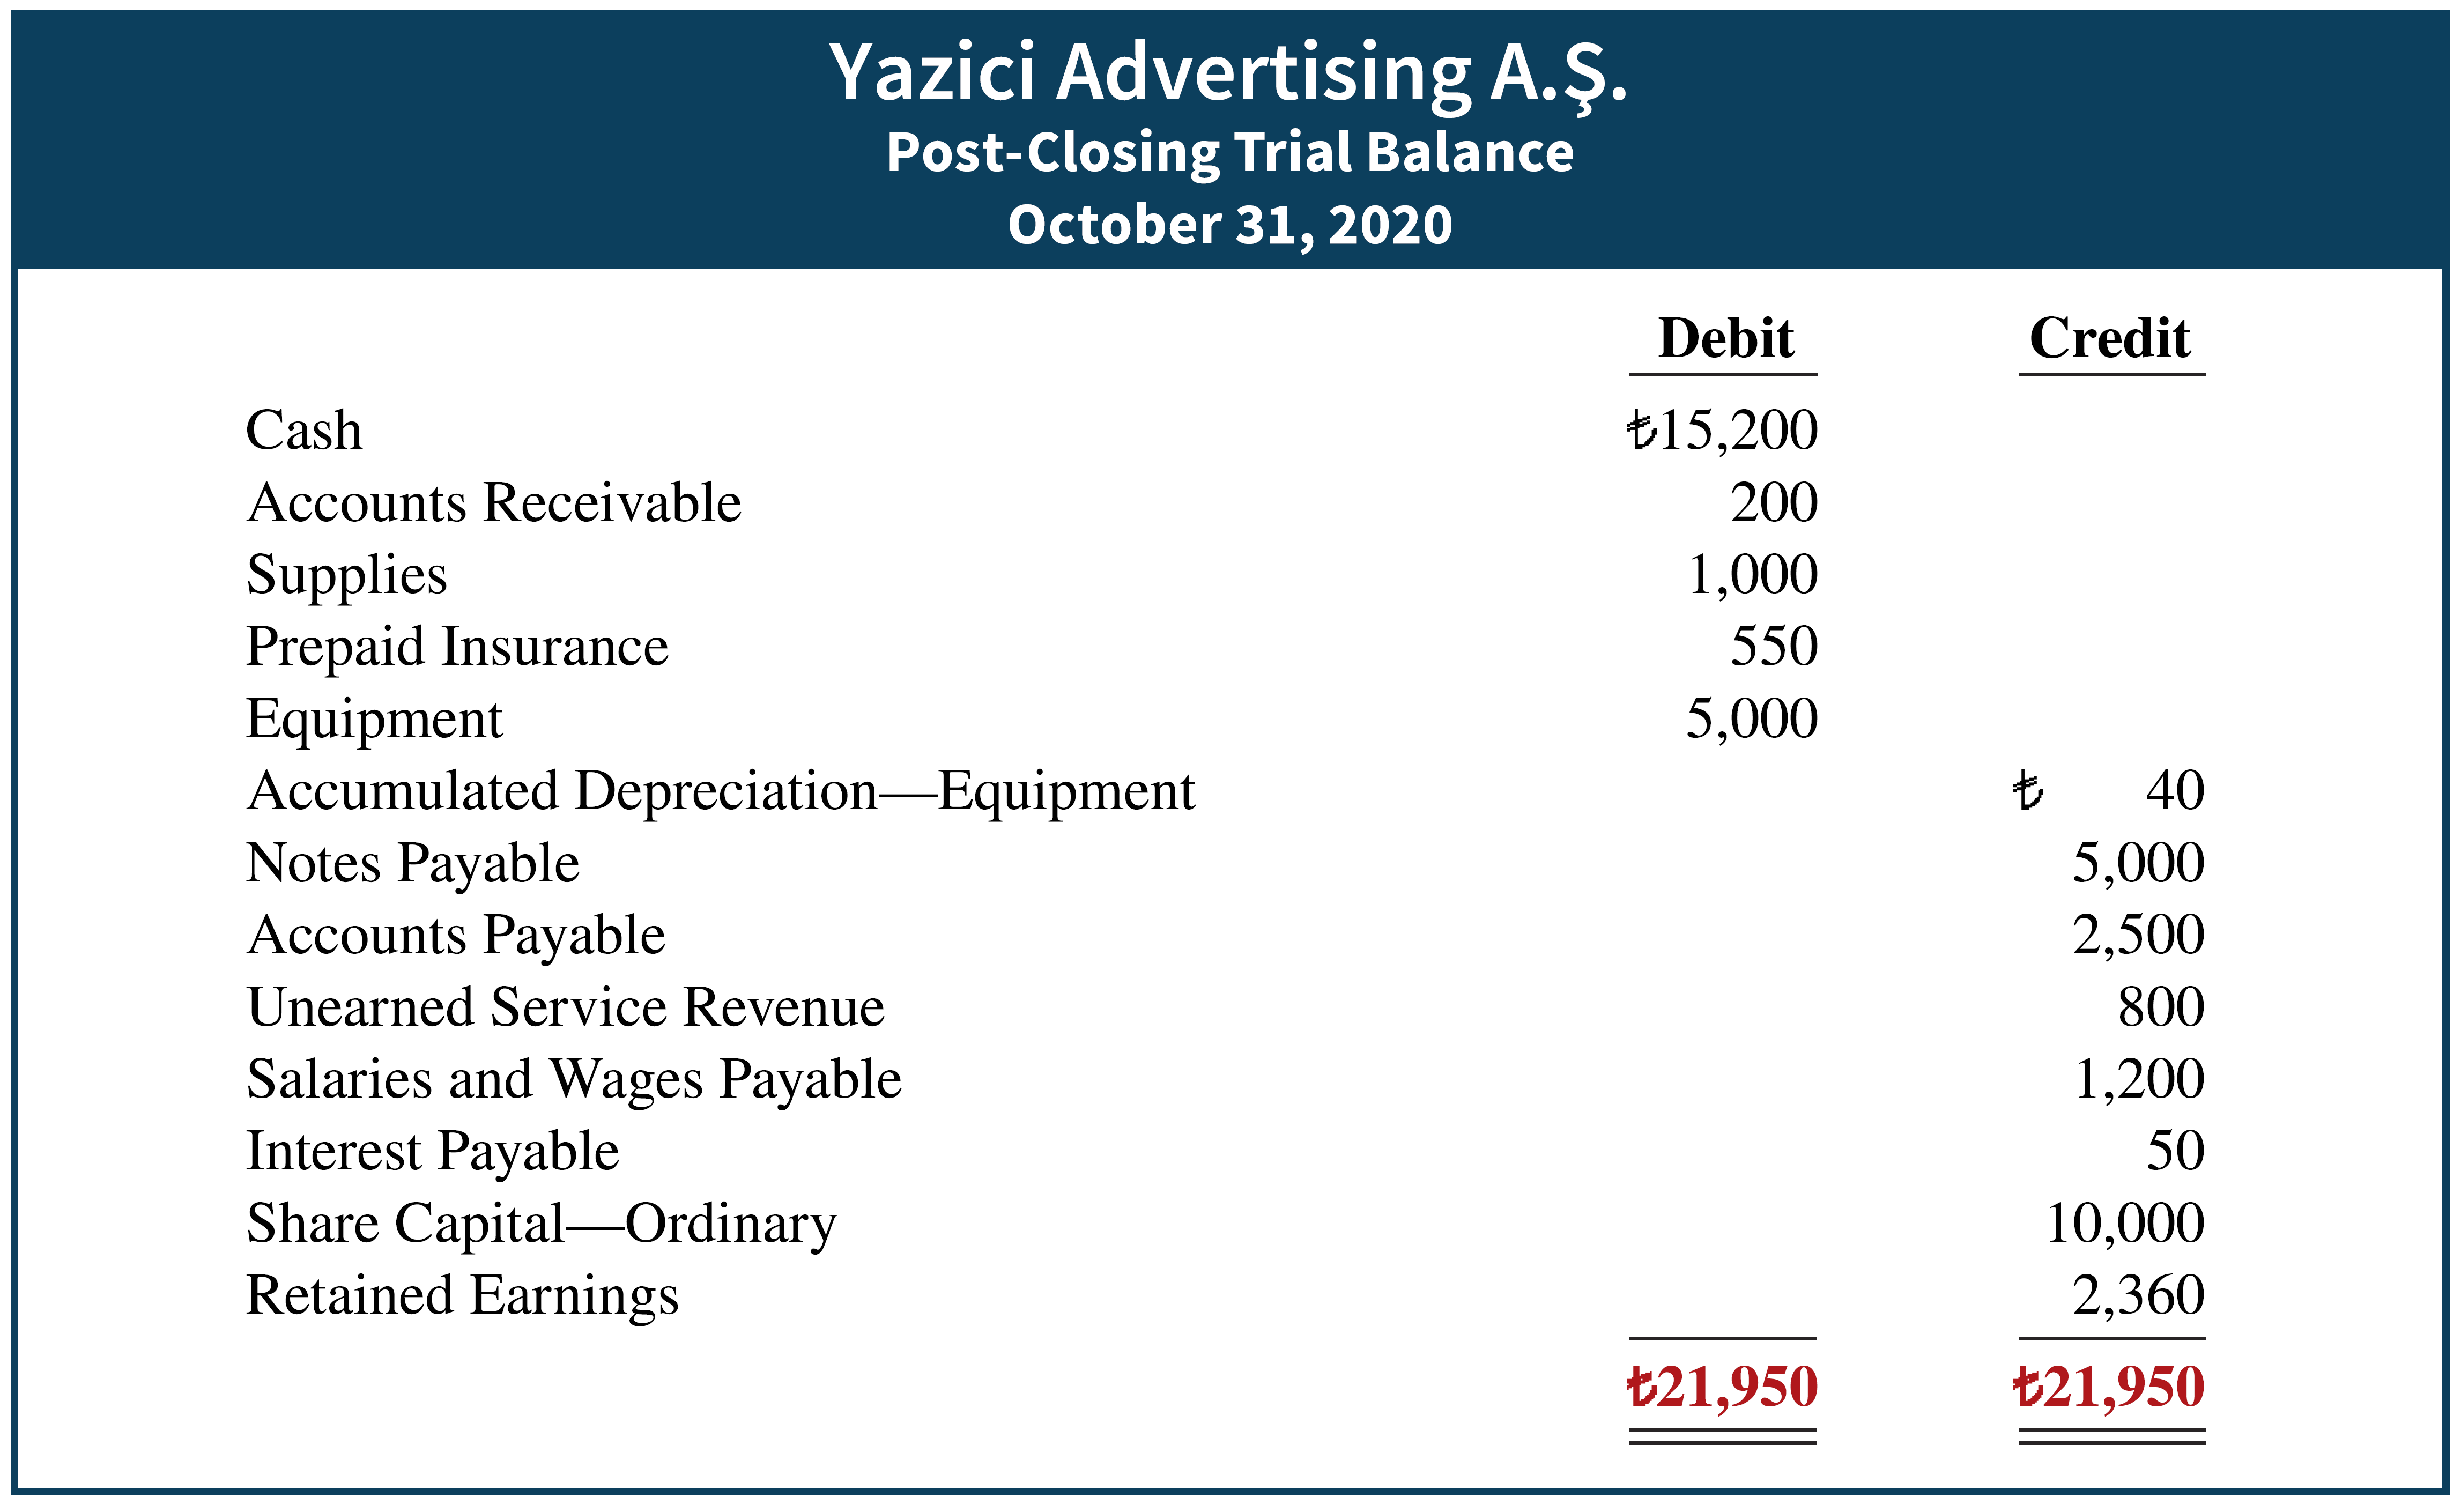 Yazici Advertising A.Ş.
Post-Closing Trial Balance
October 31, 2020
Debit Credit
Cash ₺15,200
Accounts Receivable 200
Supplies 1,000
Prepaid Insurance 550
Equipment 5,000
Accumulated Depreciation—Equipment ₺ 40
Notes Payable 5,000
Accounts Payable 2,500
Unearned Service Revenue 800
Salaries and Wages Payable 1,200
Interest Payable 50
Share Capital—Ordinary 10,000
Retained Earnings 2,360
₺21,950 ₺21,950